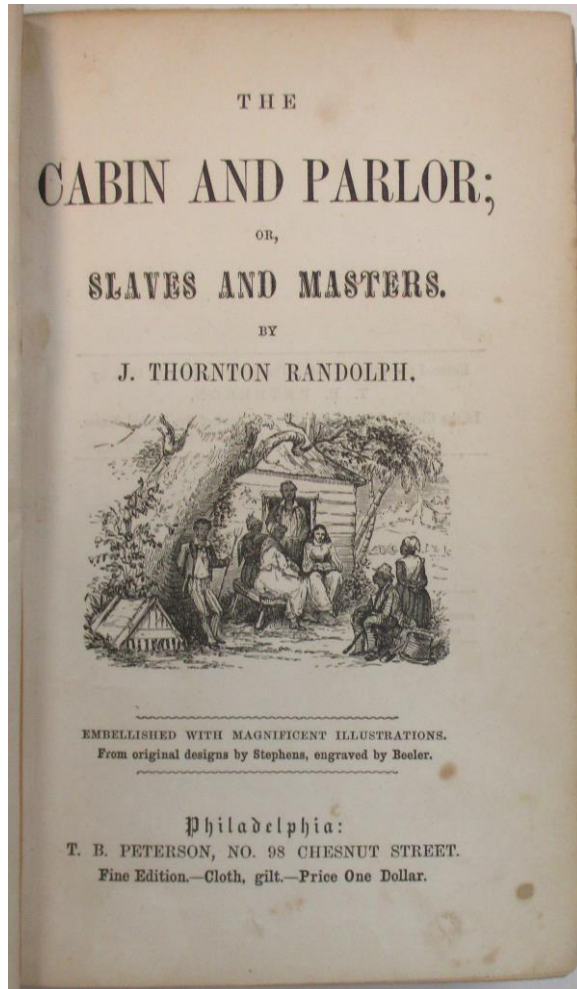 THE
CABIN AND PARLOR;
OR,
SLAVES AND MASTERS.
BY
J. THORNTON RANDOLPH.
EMBELLISHED WITH MAGNIFICENT ILLUSTRATIONS.
From original designs by Stephens, engraved by Beeler.
Philadelphia:
T. B. PETERSON, NO. 98 CHESNUT STREET.
Fine Edition.—Cloth, gilt.—Price One Dollar.